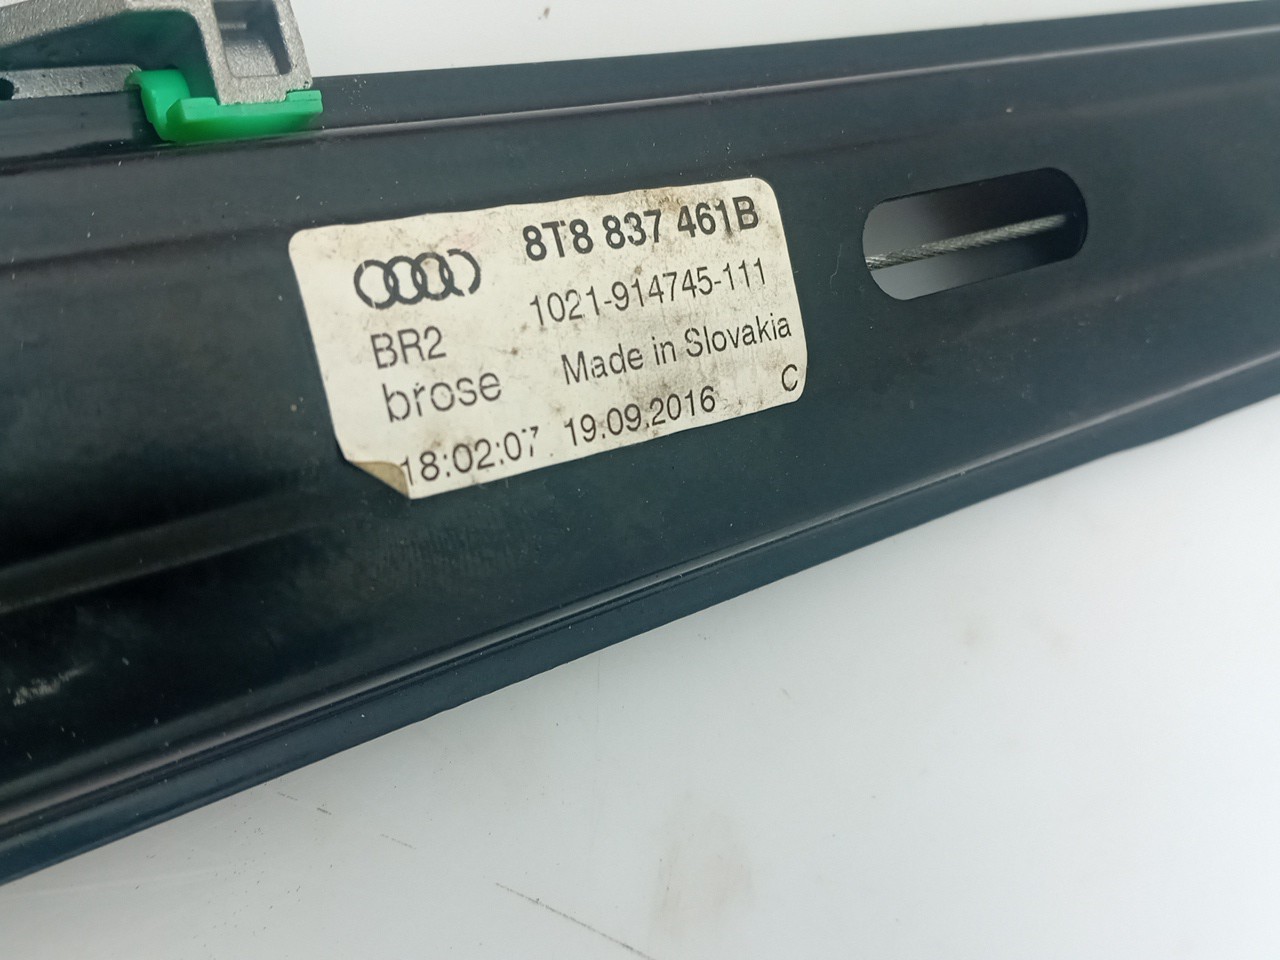 8T8 837 461B
1021-914745-111
BR2
Made in Slovakia
brose
C
18:02:07 19.09.2016